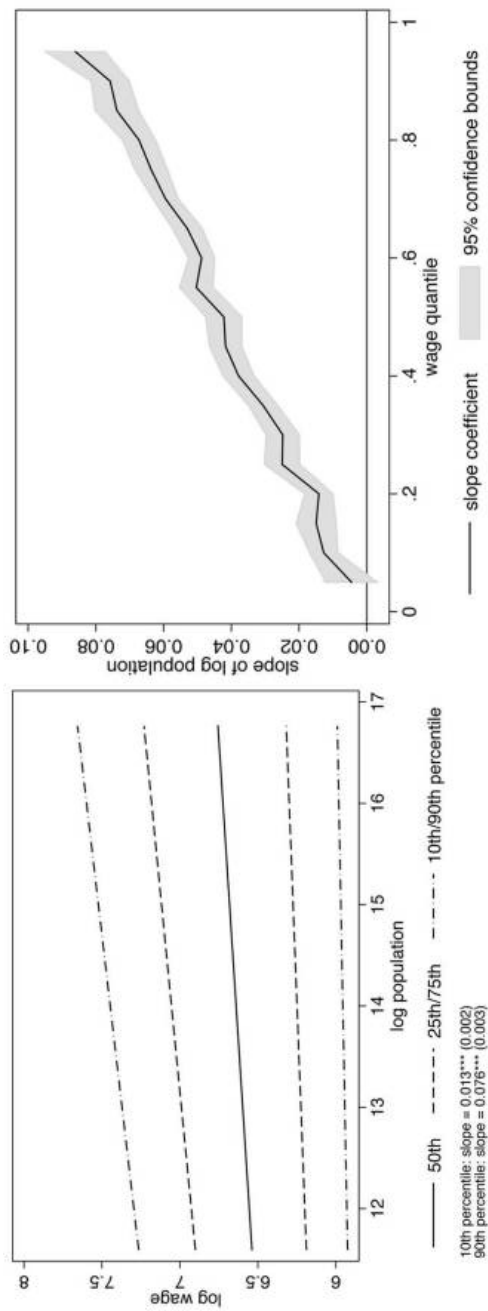 8
7.5
7
6.5
6
log wage
12
13
14
15
16
17
log population
50th
25th/75th
10th/90th percentile
10th percentile: slope = 0.013*** (0.002)
90th percentile: slope = 0.076*** (0.003)
0.10
0.08
0.06
0.04
0.02
0.00
slope of log population
0
.2
.4
.6
.8
1
wage quantile
slope coefficient
95% confidence bounds